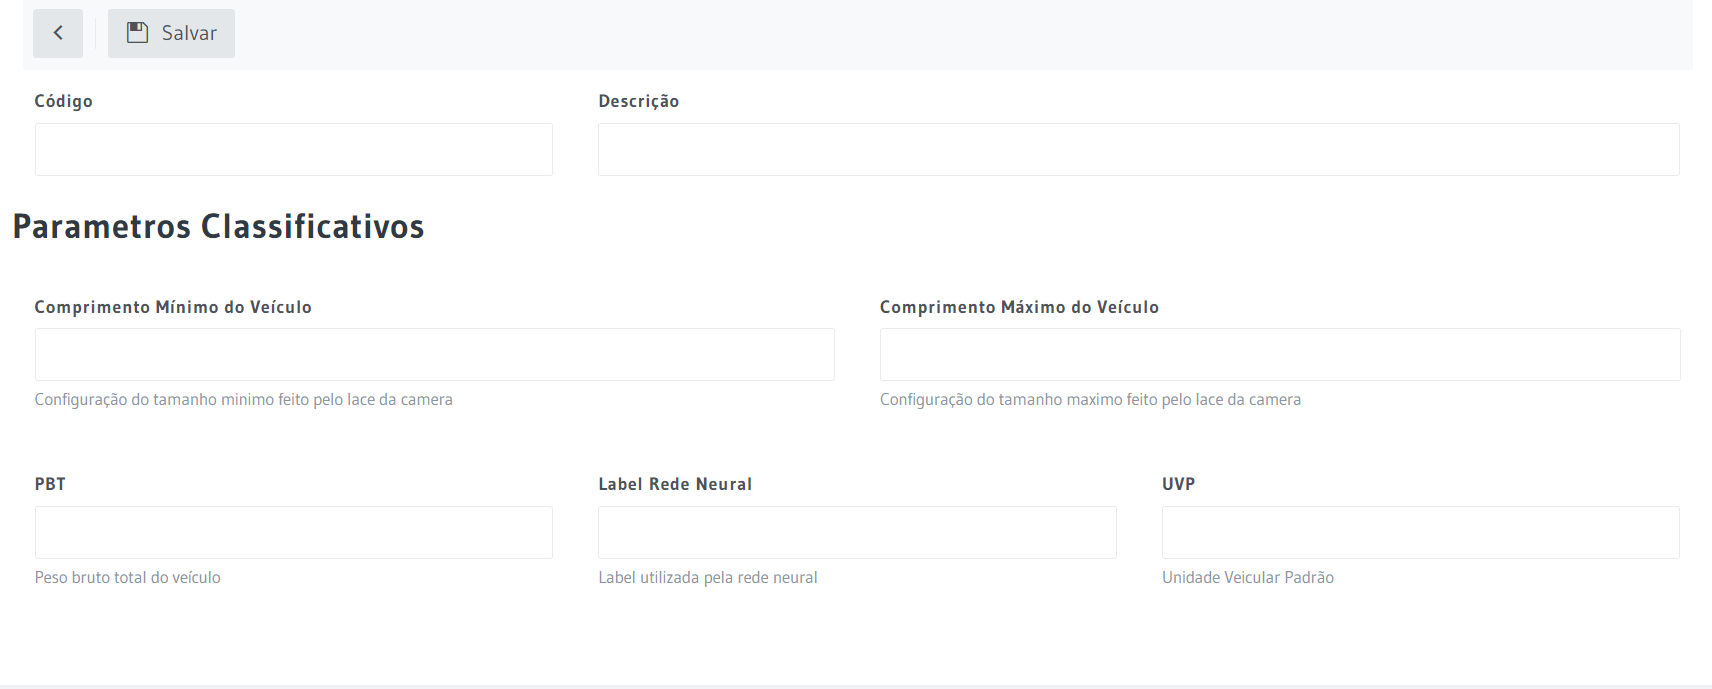 Salvar
Código
Descrição
Parametros Classificativos
Comprimento Mínimo do Veículo
Comprimento Máximo do Veículo
Configuração do tamanho minimo feito pelo lace da camera
Configuração do tamanho maximo feito pelo lace da camera
PBT
Label Rede Neural
UVP
Peso bruto total do veículo
Label utilizada pela rede neural
Unidade Veicular Padrão